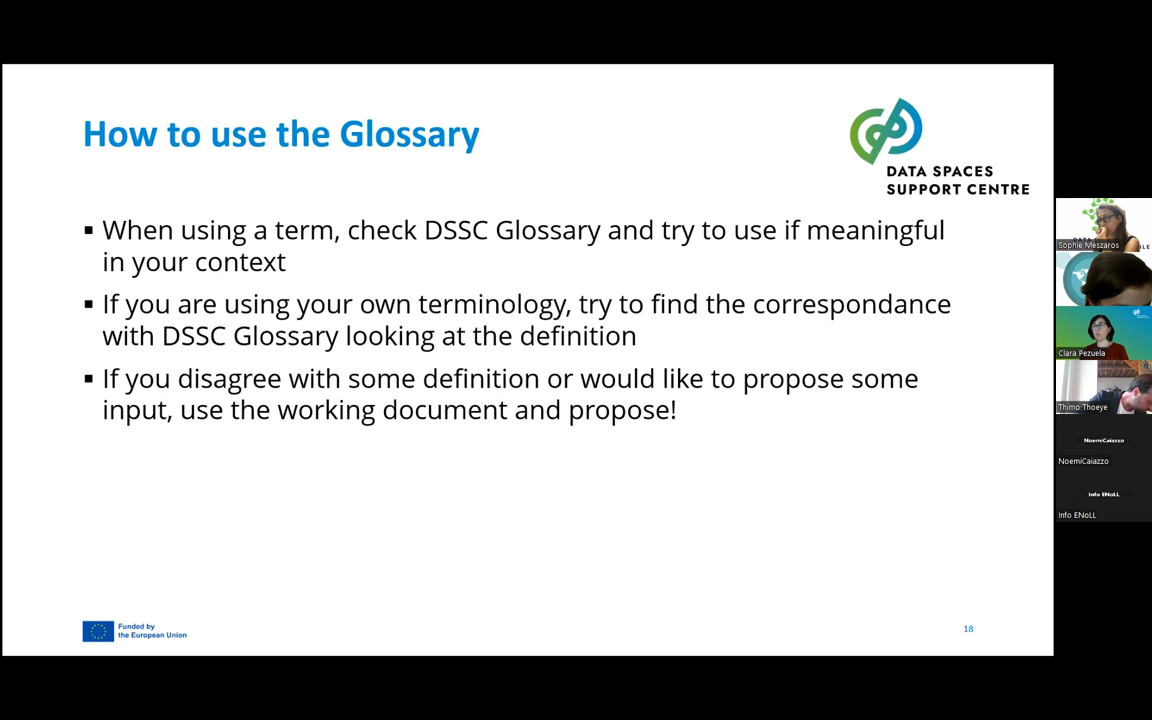 How to use the Glossary
DATA SPACES
SUPPORT CENTRE
▪ When using a term, check DSSC Glossary and try to use if meaningful
in your context
▪ If you are using your own terminology, try to find the correspondance
with DSSC Glossary looking at the definition
▪ If you disagree with some definition or would like to propose some
input, use the working document and propose!
Funded by
the European Union
18
Sophie Meszaros
Clara Pezuela
Thimo Thoeye
NoemiCaiazzo
NoemiCaiazzo
Info ENoLL
Info ENoLL